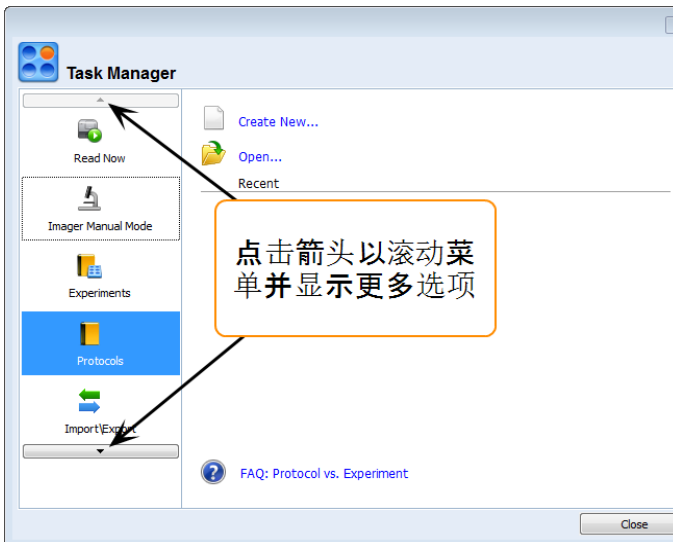 Task Manager
Read Now
Imager Manual Mode
Experiments
Protocols
Import\Export
Create New...
Open...
Recent
点击箭头以滚动菜
单并显示更多选项
FAQ: Protocol vs. Experiment
Close